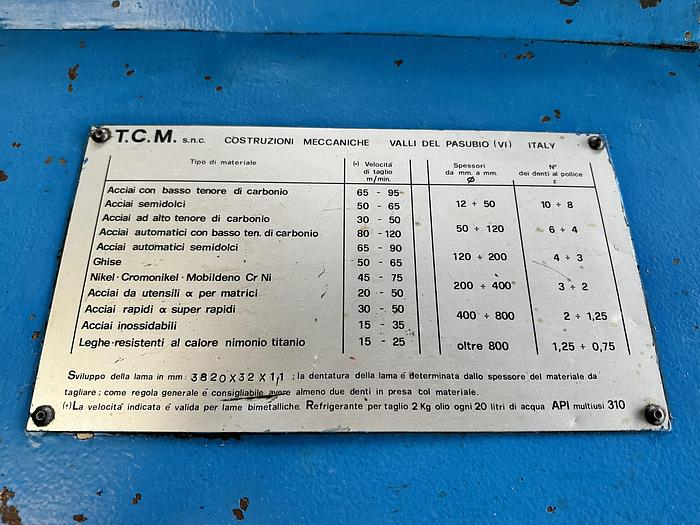 T.C.M. s.n.c. COSTRUZIONI MECCANICHE VALLI DEL PASUBIO (VI) ITALY
Tipo di materiale (•) Velocità di taglio m/min. Spessori da mm. a mm. Ø N° dei denti al pollice z
Acciai con basso tenore di carbonio 65 - 95
Acciai semidolci 50 - 65 12 ÷ 50 10 ÷ 8
Acciai ad alto tenore di carbonio 30 - 50
Acciai automatici con basso ten. di carbonio 80 - 120 50 ÷ 120 6 ÷ 4
Acciai automatici semidolci 65 - 90
Ghise 50 - 65 120 ÷ 200 4 ÷ 3
Nikel-Cromonikel-Mobildeno Cr Ni 45 - 75
Acciai da utensili α per matrici 20 - 50 200 ÷ 400 3 ÷ 2
Acciai rapidi α super rapidi 30 - 50
Acciai inossidabili 15 - 35 400 ÷ 800 2 ÷ 1,25
Leghe-resistenti al calore nimonio titanio 15 - 25 oltre 800 1,25 ÷ 0,75
Sviluppo della lama in mm: 3820X32X1,1 ; la dentatura della lama é determinata dallo spessore del materiale da
tagliare; come regola generale é consigliabile avere almeno due denti in presa col materiale.
(•)La velocità indicata é valida per lame bimetalliche. Refrigerante per taglio 2 Kg olio ogni 20 litri di acqua API multiusi 310